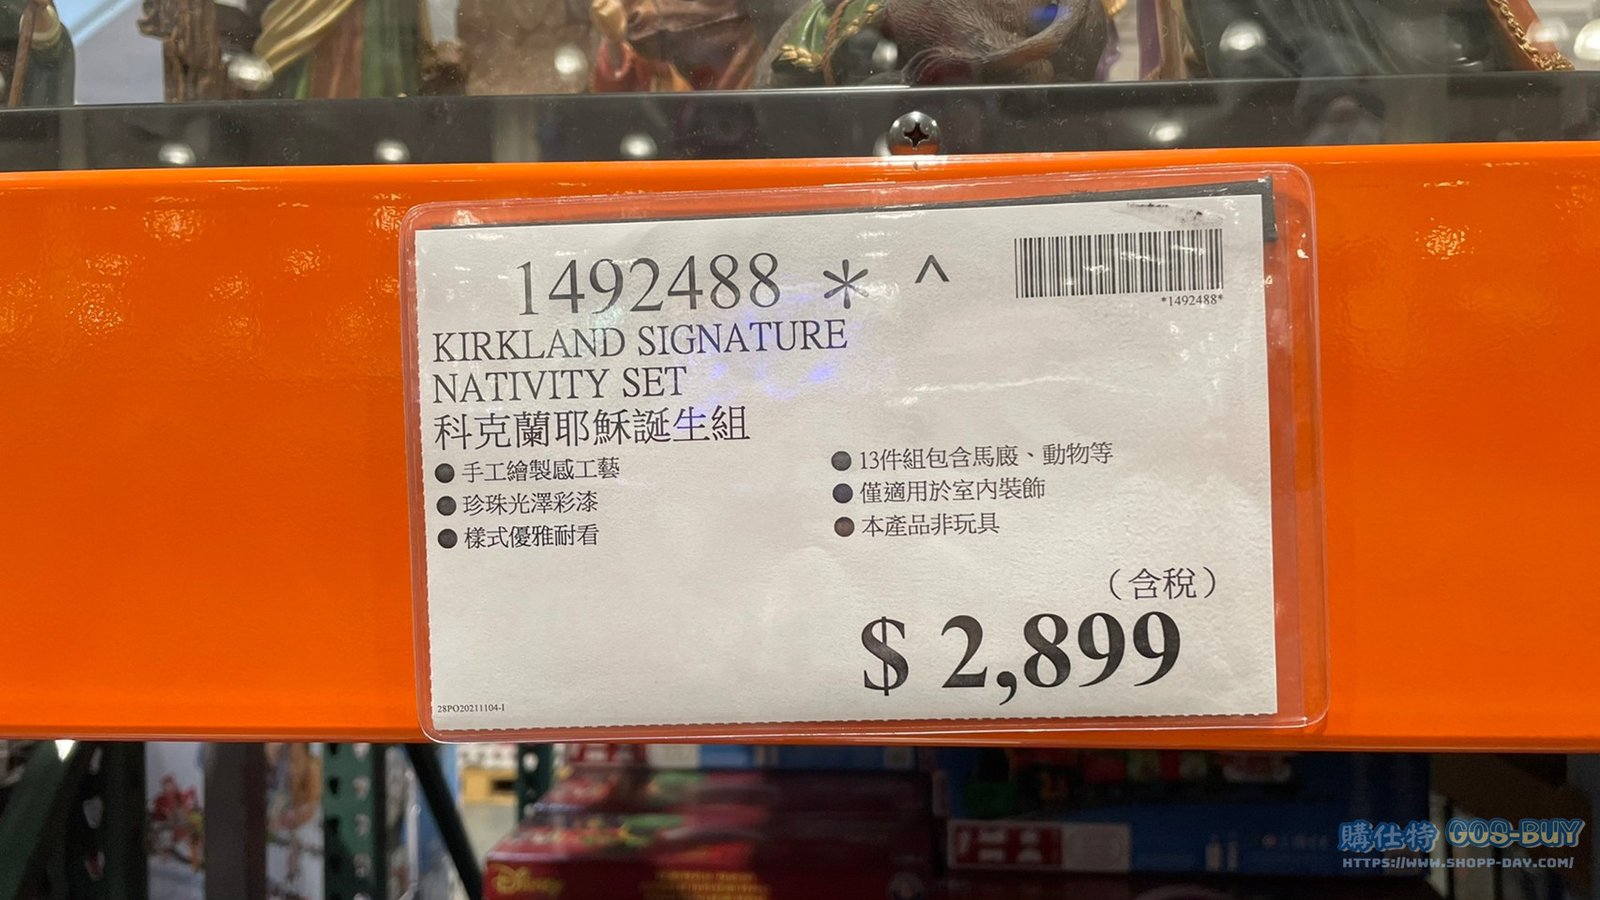 1492488 * ^
*1492488*
KIRKLAND SIGNATURE
NATIVITY SET
科克蘭耶穌誕生組
● 手工繪製感工藝
● 珍珠光澤彩漆
● 樣式優雅耐看
● 13件組包含馬廄、動物等
● 僅適用於室內裝飾
● 本產品非玩具
（含稅）
$ 2,899
28PO20211104-1
Disney
購仕特 GOS-BUY
HTTPS://WWW.SHOPP-DAY.COM/